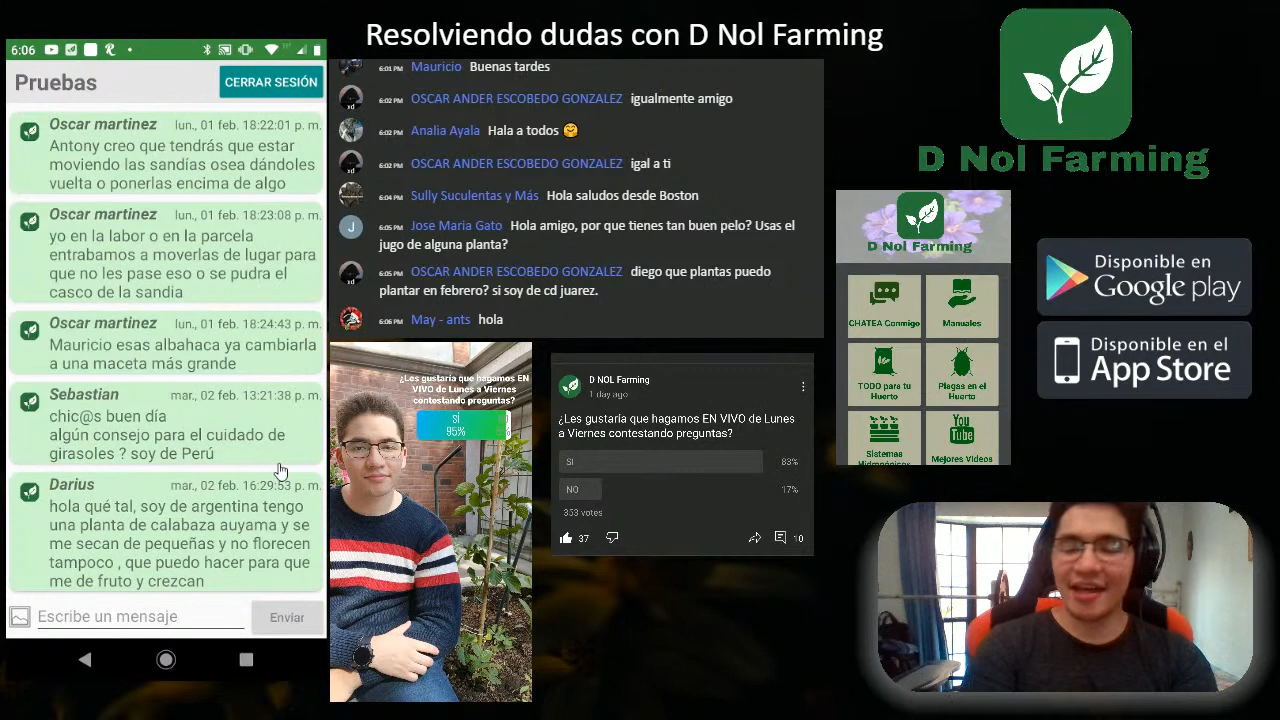 Resolviendo dudas con D Nol Farming
6:06
Pruebas
CERRAR SESIÓN
Oscar martinez lun., 01 feb. 18:22:01 p. m.
Antony creo que tendrás que estar
moviendo las sandías osea dándoles
vuelta o ponerlas encima de algo
Oscar martinez lun., 01 feb. 18:23:08 p. m.
yo en la labor o en la parcela
entrabamos a moverlas de lugar para
que no les pase eso o se pudra el
casco de la sandia
Oscar martinez lun., 01 feb. 18:24:43 p. m.
Mauricio esas albahaca ya cambiarla
a una maceta más grande
Sebastian mar., 02 feb. 13:21:38 p. m.
chic@s buen día
algún consejo para el cuidado de
girasoles ? soy de Perú
Darius mar., 02 feb. 16:29:53 p. m.
hola qué tal, soy de argentina tengo
una planta de calabaza auyama y se
me secan de pequeñas y no florecen
tampoco , que puedo hacer para que
me de fruto y crezcan
Escribe un mensaje
Enviar
6:01 PM Mauricio Buenas tardes
xd 6:02 PM OSCAR ANDER ESCOBEDO GONZALEZ igualmente amigo
6:02 PM Analia Ayala Hala a todos 🤗
xd 6:02 PM OSCAR ANDER ESCOBEDO GONZALEZ igal a ti
6:04 PM Sully Suculentas y Más Hola saludos desde Boston
J 6:05 PM Jose Maria Gato Hola amigo, por que tienes tan buen pelo? Usas el
jugo de alguna planta?
xd 6:05 PM OSCAR ANDER ESCOBEDO GONZALEZ diego que plantas puedo
plantar en febrero? si soy de cd juarez.
6:06 PM May - ants hola
¿Les gustaría que hagamos EN
VIVO de Lunes a Viernes
contestando preguntas?
SÍ
95%
D NOL Farming
1 day ago
¿Les gustaría que hagamos EN VIVO de Lunes
a Viernes contestando preguntas?
SI 83%
NO 17%
353 votes
37
10
D Nol Farming
D Nol Farming
CHATEA Conmigo
Manuales
TODO para tu
Huerto
Plagas en el
Huerto
Sistemas
Hidropónicos
You
Tube
Mejores Videos
Disponible en
Google play
Disponible en el
App Store